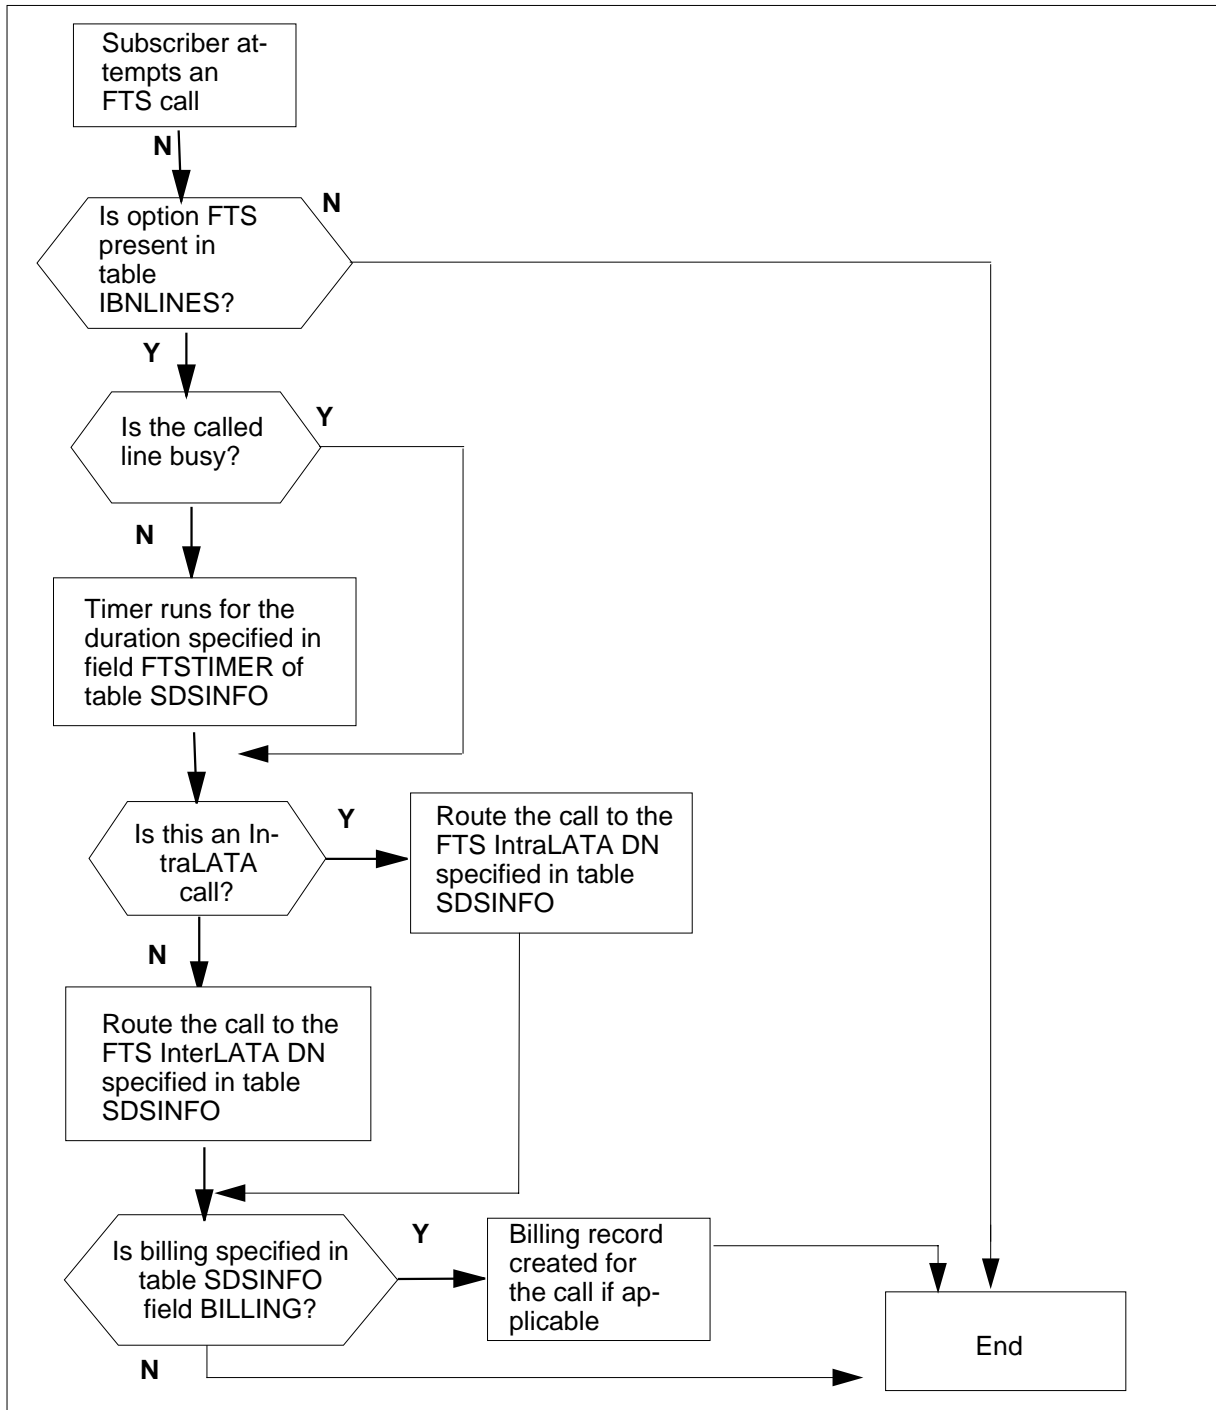 Subscriber at-
tempts an
FTS call
N
N
Is option FTS
present in
table
IBNLINES?
Y
Y
Is the called
line busy?
N
Timer runs for the
duration specified in
field FTSTIMER of
table SDSINFO
Is this an In-
traLATA
call?
Y
Route the call to the
FTS IntraLATA DN
specified in table
SDSINFO
N
Route the call to the
FTS InterLATA DN
specified in table
SDSINFO
Is billing specified in
table SDSINFO
field BILLING?
Y
Billing record
created for
the call if ap-
plicable
N
End